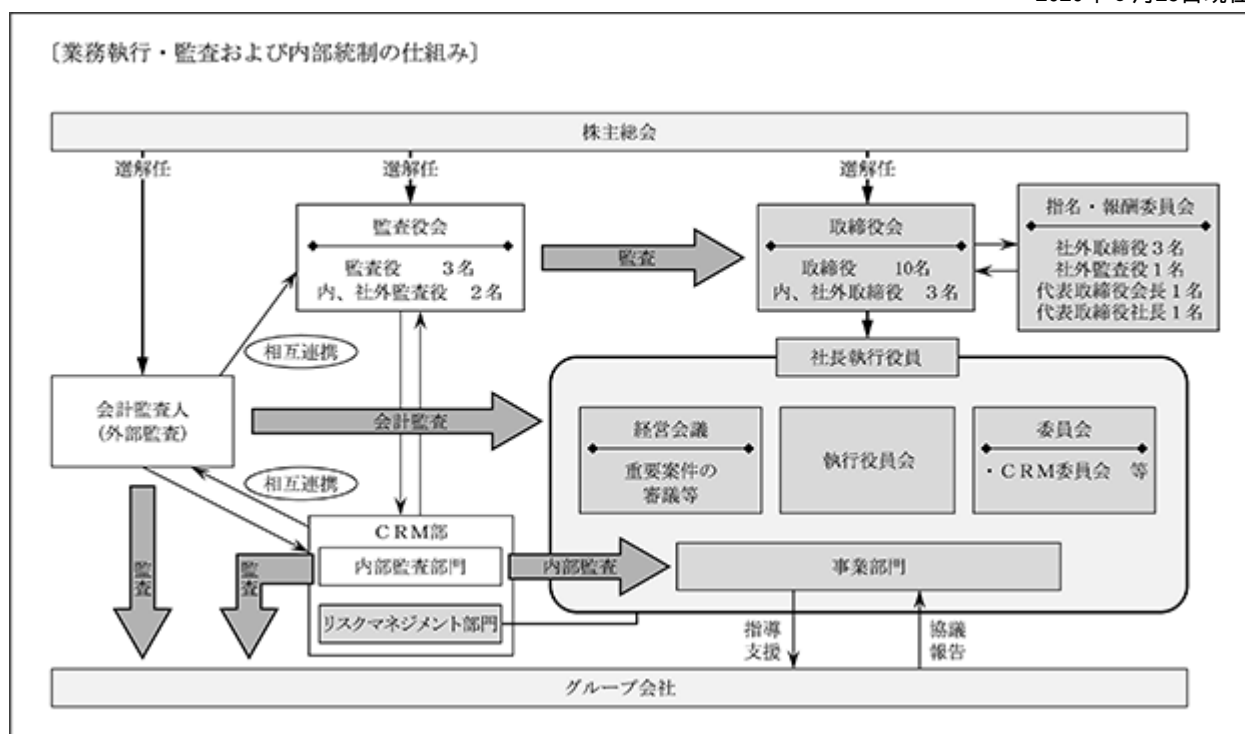 〔業務執行・監査および内部統制の仕組み〕
株主総会
選解任
選解任
選解任
監査役会
監査役 3名
内、社外監査役 2名
監査
取締役会
取締役 10名
内、社外取締役 3名
指名・報酬委員会
社外取締役3名
社外監査役1名
代表取締役会長1名
代表取締役社長1名
相互連携
社長執行役員
会計監査人
(外部監査)
会計監査
経営会議
重要案件の
審議等
執行役員会
委員会
・CRM委員会 等
相互連携
CRM部
内部監査部門
リスクマネジメント部門
監査
監査
内部監査
事業部門
指導
支援
協議
報告
グループ会社